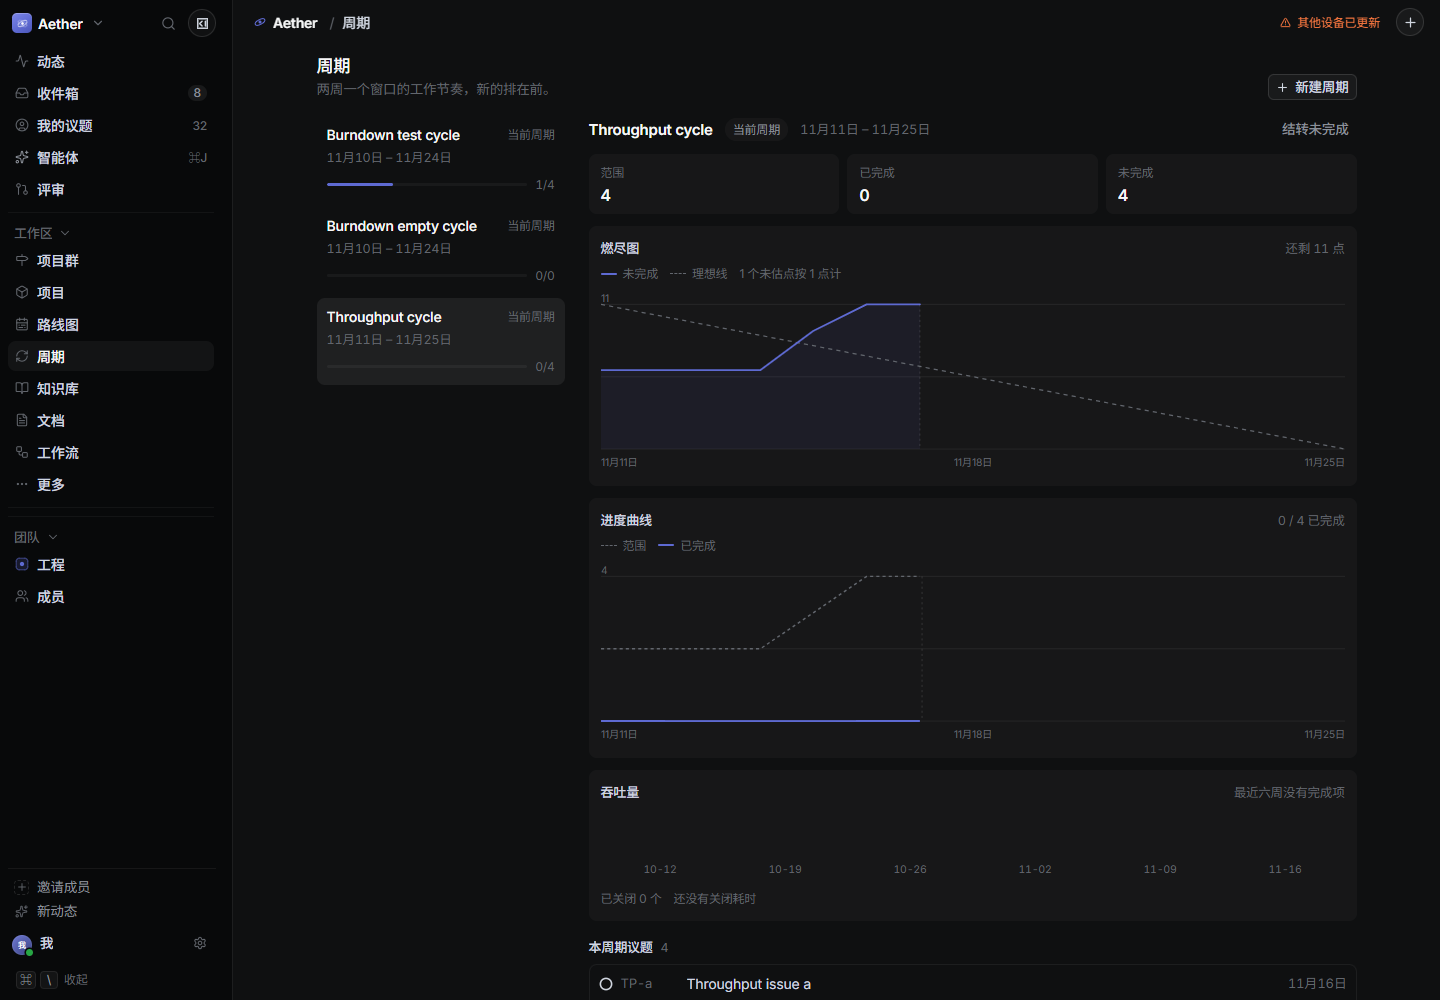 Aether
动态
收件箱 8
我的议题 32
智能体 ⌘J
评审
工作区
项目群
项目
路线图
周期
知识库
文档
工作流
更多
团队
工程
成员
邀请成员
新动态
我 我
⌘ \ 收起
Aether / 周期
其他设备已更新
周期
两周一个窗口的工作节奏，新的排在前。
新建周期
Burndown test cycle 当前周期
11月10日 – 11月24日
1/4
Burndown empty cycle 当前周期
11月10日 – 11月24日
0/0
Throughput cycle 当前周期
11月11日 – 11月25日
0/4
Throughput cycle 当前周期 11月11日 – 11月25日 结转未完成
范围 已完成 未完成
4 0 4
燃尽图 还剩 11 点
未完成 理想线 1 个未估点按 1 点计
11
11月11日 11月18日 11月25日
进度曲线 0 / 4 已完成
范围 已完成
4
11月11日 11月18日 11月25日
吞吐量 最近六周没有完成项
10-12 10-19 10-26 11-02 11-09 11-16
已关闭 0 个 还没有关闭耗时
本周期议题 4
TP-a Throughput issue a 11月16日